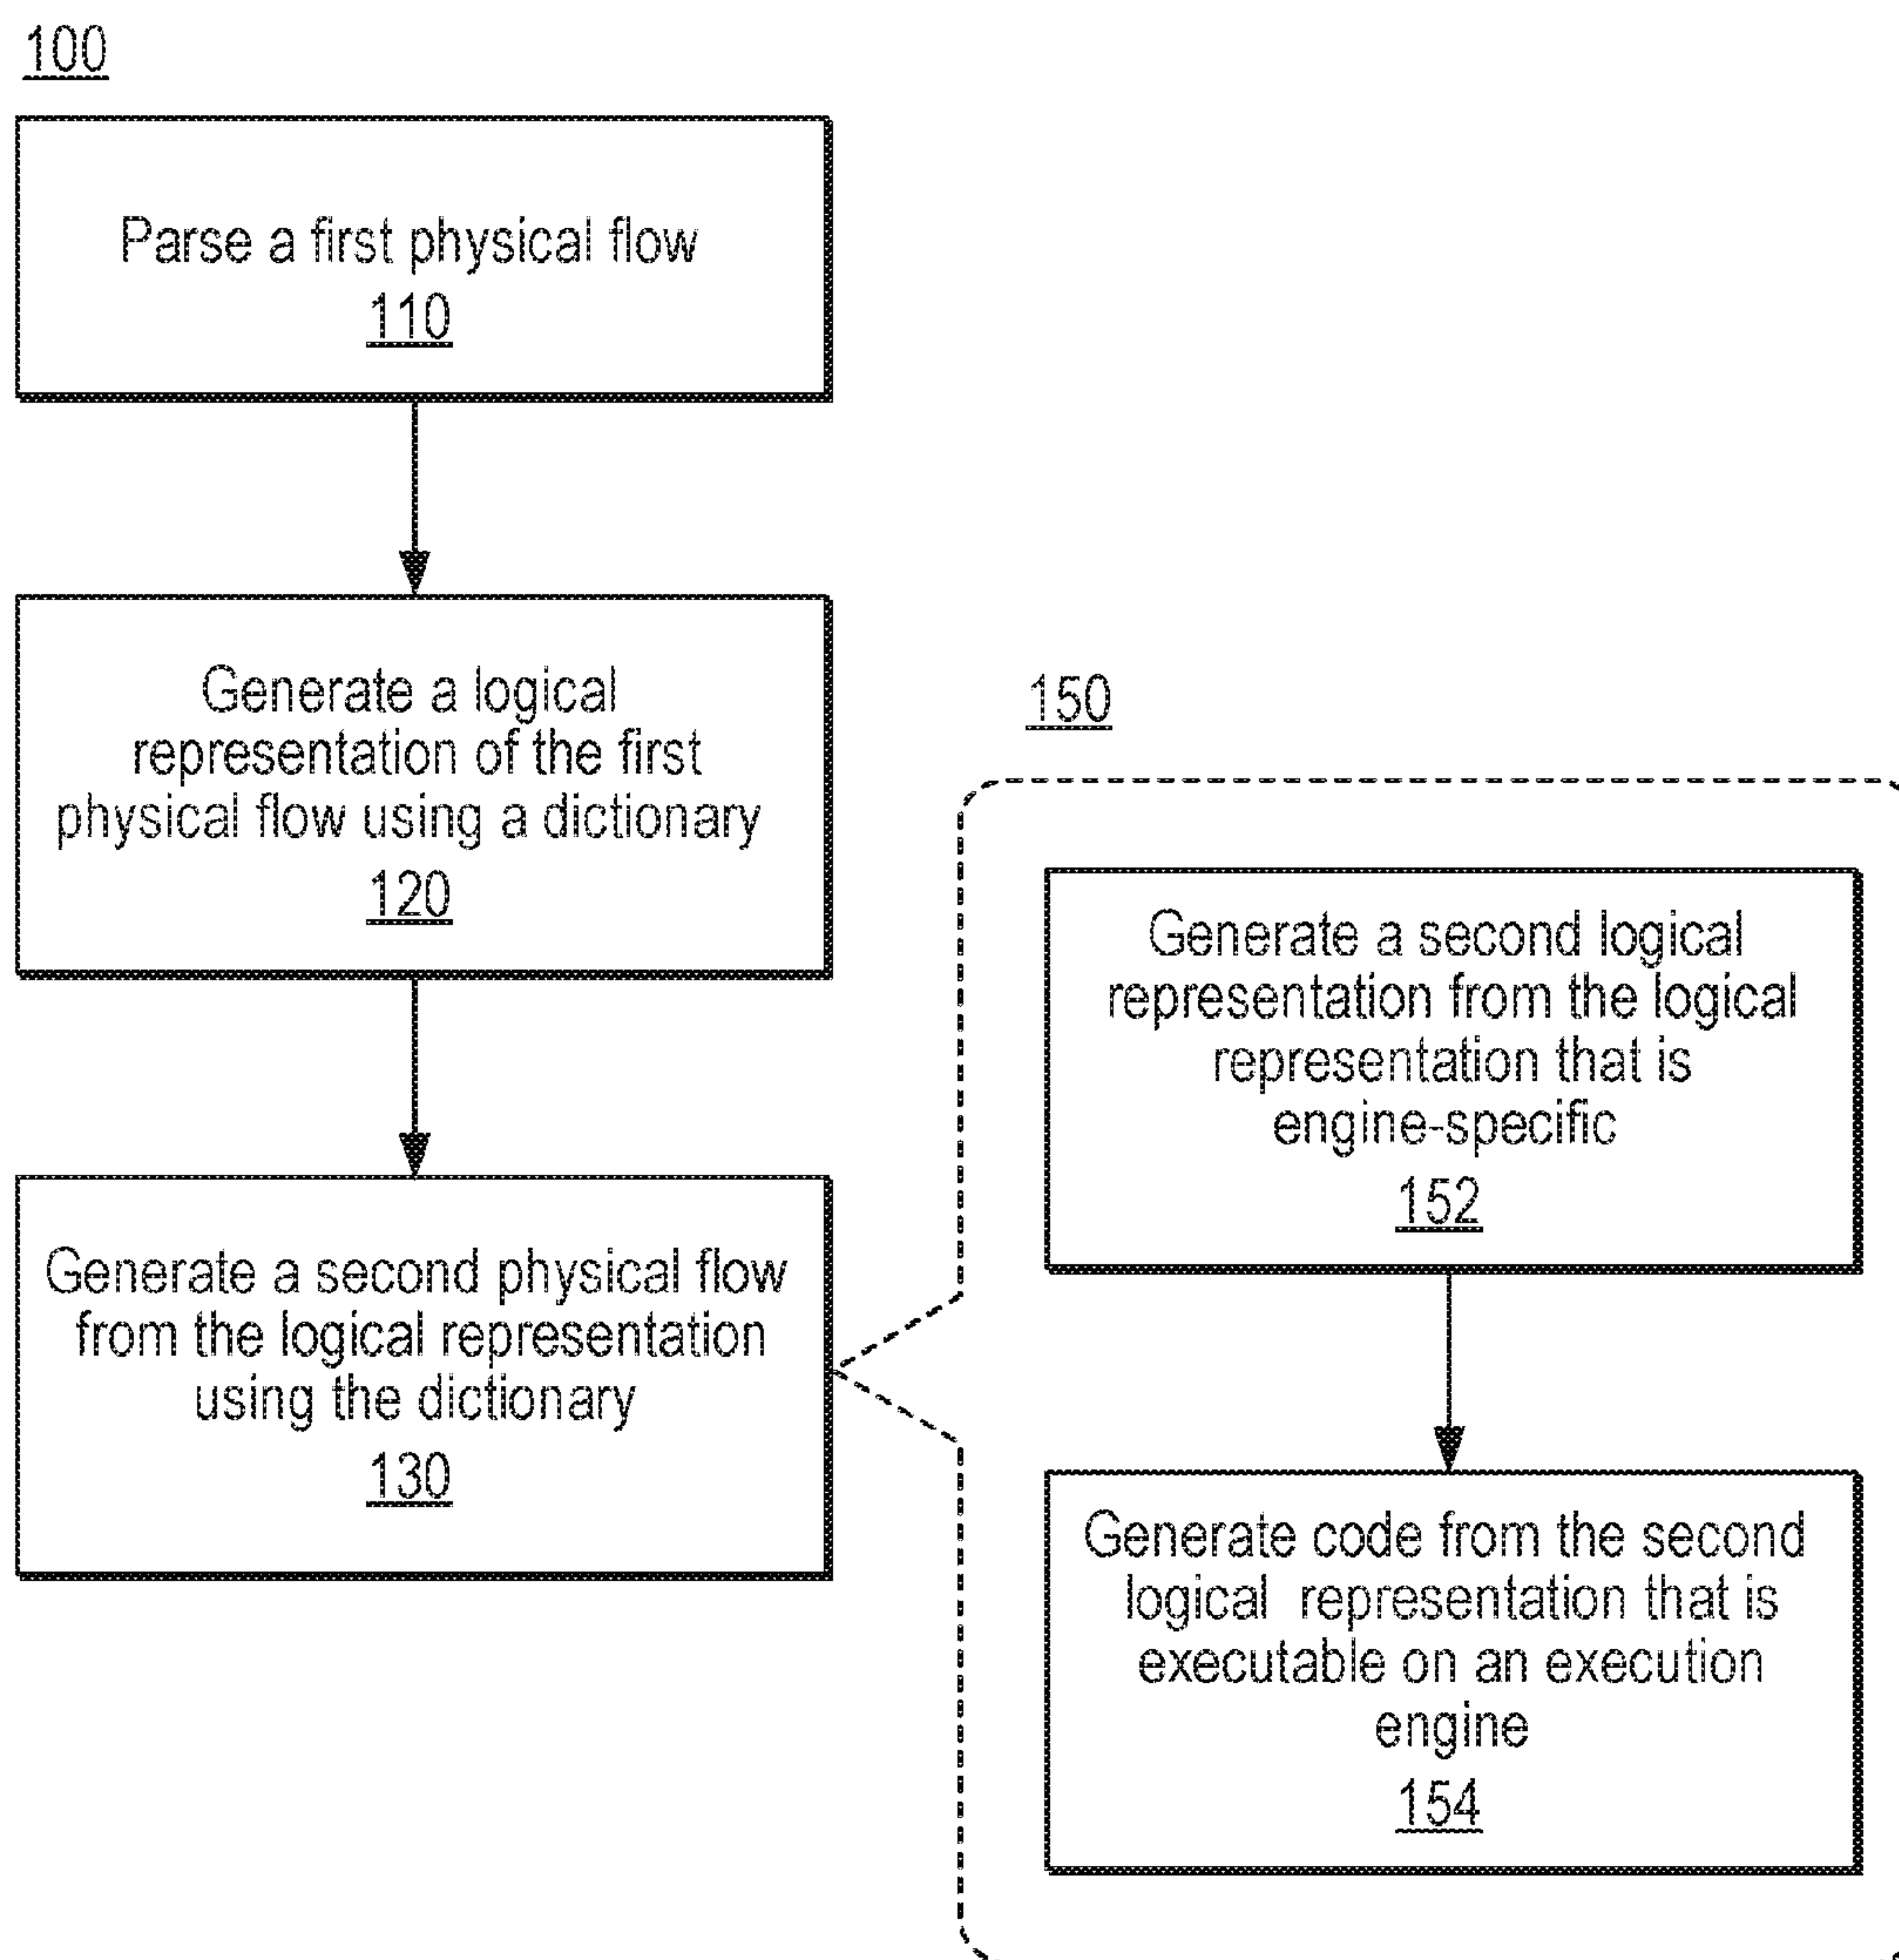 100
Parse a first physical flow
110
Generate a logical
representation of the first
physical flow using a dictionary
120
Generate a second physical flow
from the logical representation
using the dictionary
130
150
Generate a second logical
representation from the logical
representation that is
engine-specific
152
Generate code from the second
logical representation that is
executable on an execution
engine
154